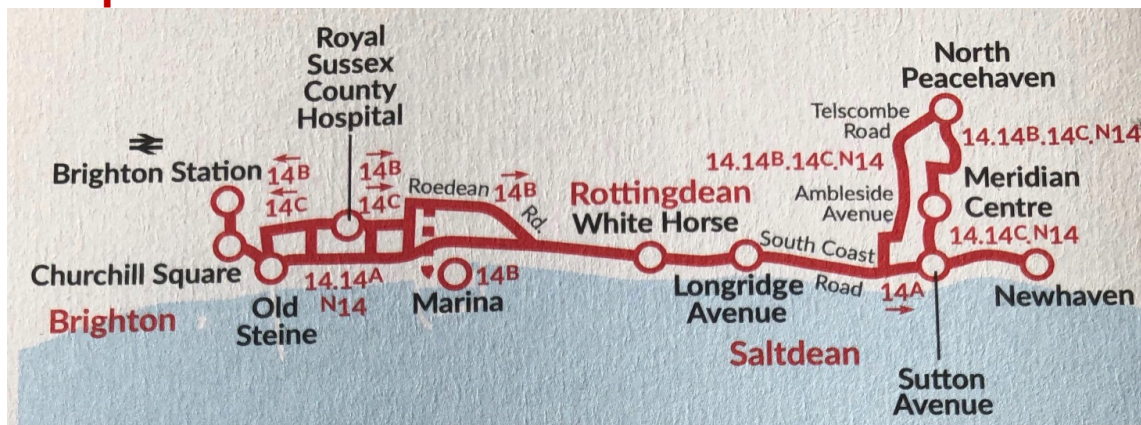 Royal
Sussex
County
Hospital
Brighton Station
14B
14C
14B
14C
Roedean
14B
Rd.
Churchill Square
Brighton
Old
Steine
14.14A
N14
Marina
14B
Rottingdean
White Horse
Longridge
Avenue
Saltdean
South Coast
Road
14A
14.14B.14C.N14
Telscombe
Road
Ambleside
Avenue
North
Peacehaven
14.14B.14C.N14
Meridian
Centre
14.14C.N14
Newhaven
Sutton
Avenue